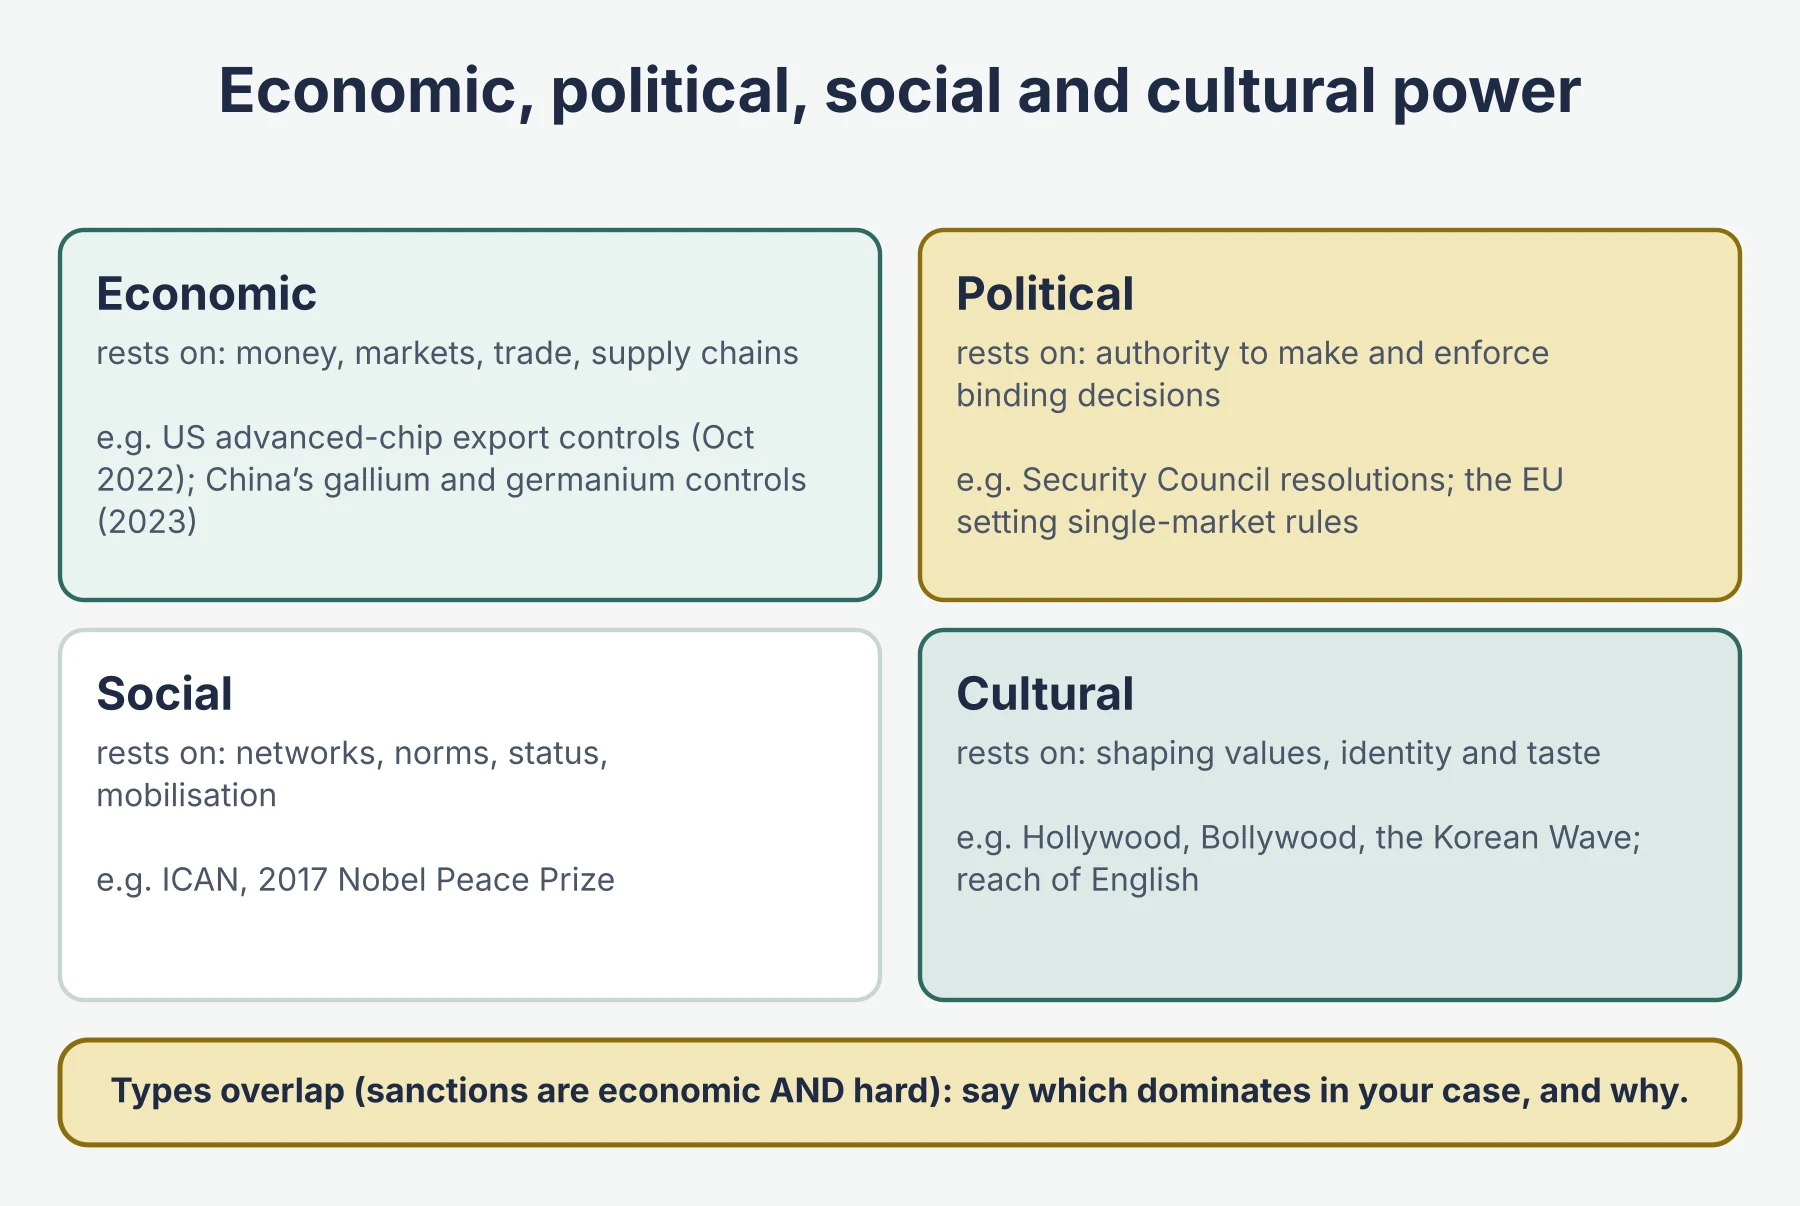 Economic, political, social and cultural power
Economic
rests on: money, markets, trade, supply chains
e.g. US advanced-chip export controls (Oct
2022); China’s gallium and germanium controls
(2023)
Political
rests on: authority to make and enforce
binding decisions
e.g. Security Council resolutions; the EU
setting single-market rules
Social
rests on: networks, norms, status,
mobilisation
e.g. ICAN, 2017 Nobel Peace Prize
Cultural
rests on: shaping values, identity and taste
e.g. Hollywood, Bollywood, the Korean Wave;
reach of English
Types overlap (sanctions are economic AND hard): say which dominates in your case, and why.